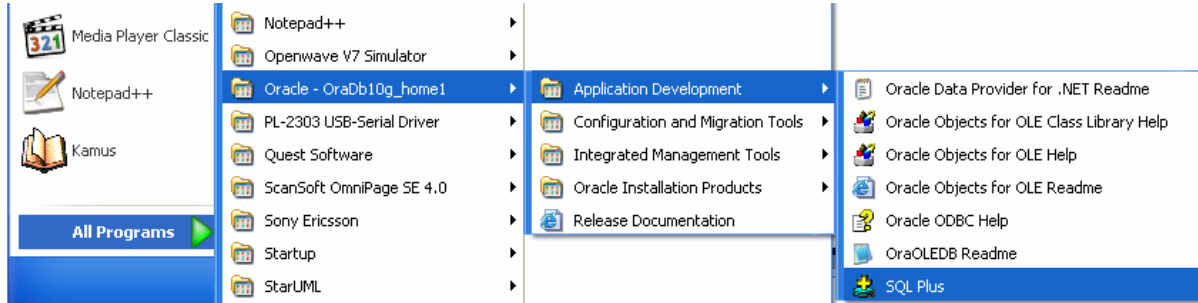 Media Player Classic
Notepad++
Kamus
All Programs
Notepad++
Openwave V7 Simulator
Oracle - OraDb10g_home1
PL-2303 USB-Serial Driver
Quest Software
ScanSoft OmniPage SE 4.0
Sony Ericsson
Startup
StarUML
Application Development
Configuration and Migration Tools
Integrated Management Tools
Oracle Installation Products
Release Documentation
Oracle Data Provider for .NET Readme
Oracle Objects for OLE Class Library Help
Oracle Objects for OLE Help
Oracle Objects for OLE Readme
Oracle ODBC Help
OraOLEDB Readme
SQL Plus
321